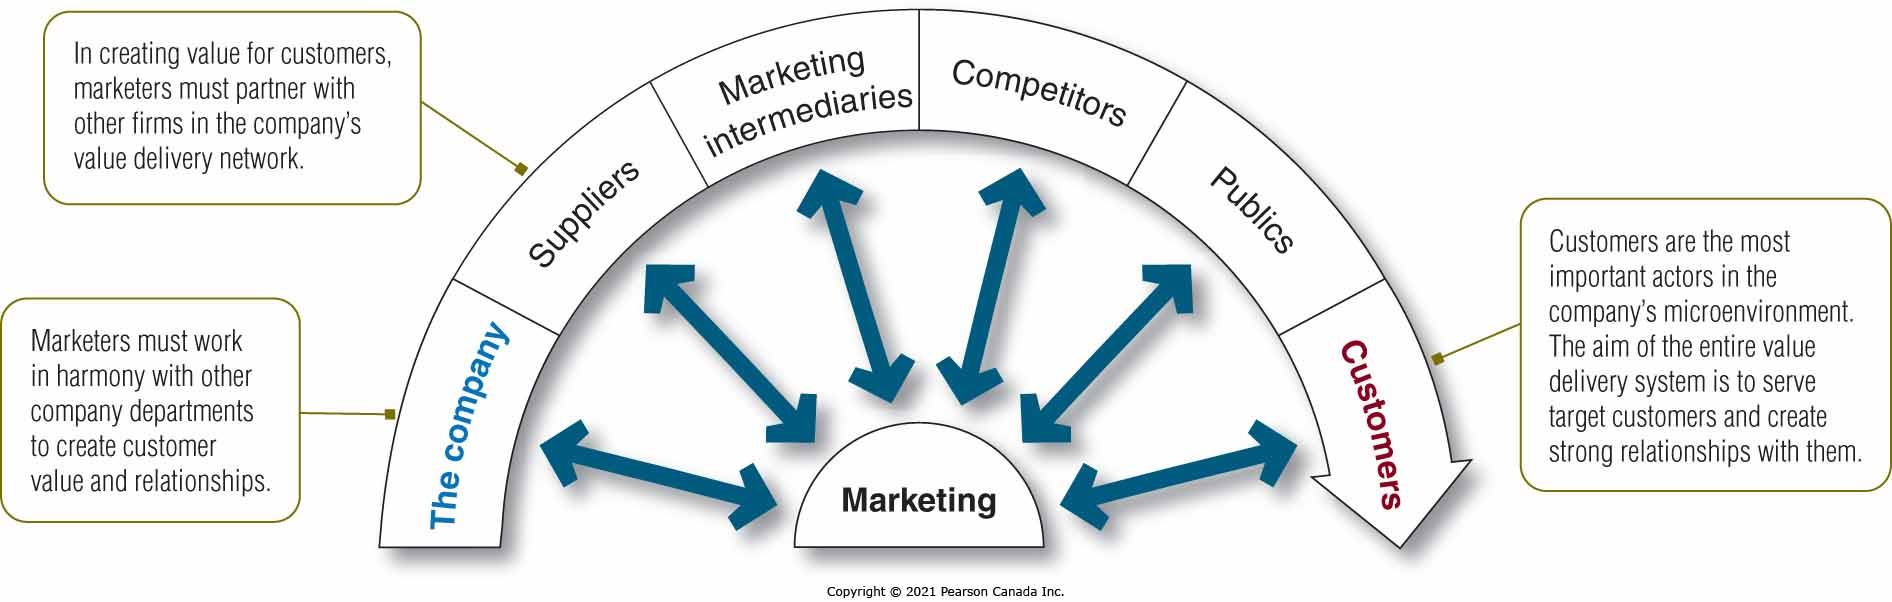 In creating value for customers,
marketers must partner with
other firms in the company’s
value delivery network.
Marketers must work
in harmony with other
company departments
to create customer
value and relationships.
The company
Suppliers
Marketing
intermediaries
Competitors
Publics
Customers
Marketing
Customers are the most
important actors in the
company’s microenvironment.
The aim of the entire value
delivery system is to serve
target customers and create
strong relationships with them.
Copyright © 2021 Pearson Canada Inc.